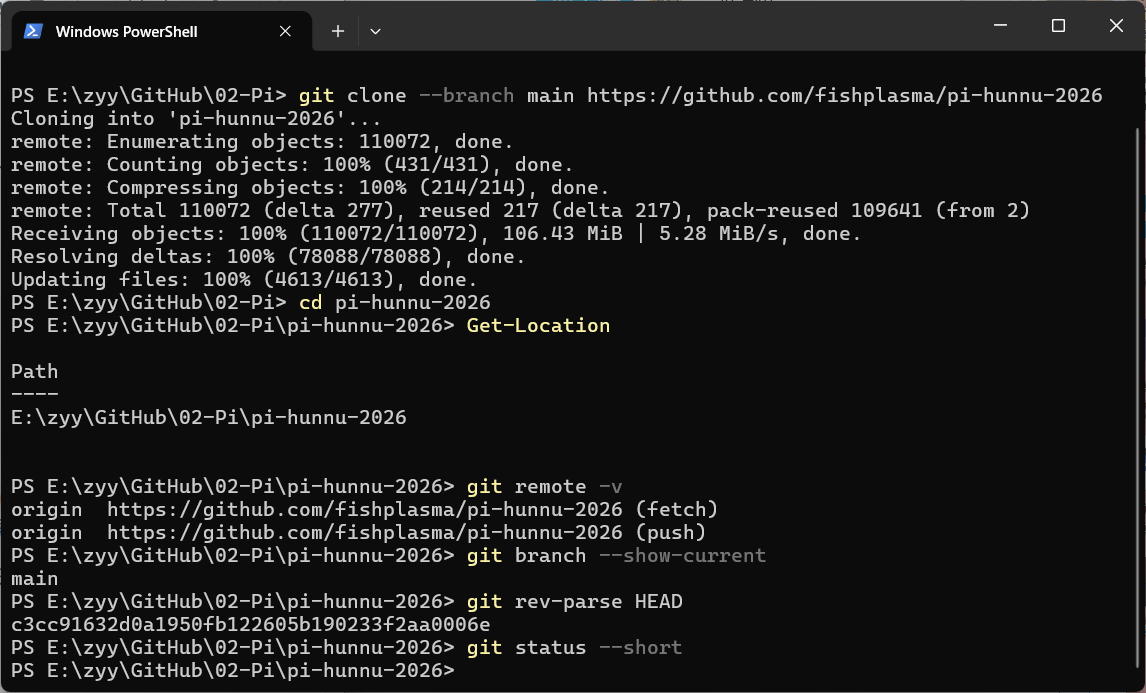 Windows PowerShell
PS E:\zyy\GitHub\02-Pi> git clone --branch main https://github.com/fishplasma/pi-hunnu-2026
Cloning into 'pi-hunnu-2026'...
remote: Enumerating objects: 110072, done.
remote: Counting objects: 100% (431/431), done.
remote: Compressing objects: 100% (214/214), done.
remote: Total 110072 (delta 277), reused 217 (delta 217), pack-reused 109641 (from 2)
Receiving objects: 100% (110072/110072), 106.43 MiB | 5.28 MiB/s, done.
Resolving deltas: 100% (78088/78088), done.
Updating files: 100% (4613/4613), done.
PS E:\zyy\GitHub\02-Pi> cd pi-hunnu-2026
PS E:\zyy\GitHub\02-Pi\pi-hunnu-2026> Get-Location
Path
----
E:\zyy\GitHub\02-Pi\pi-hunnu-2026
PS E:\zyy\GitHub\02-Pi\pi-hunnu-2026> git remote -v
origin  https://github.com/fishplasma/pi-hunnu-2026 (fetch)
origin  https://github.com/fishplasma/pi-hunnu-2026 (push)
PS E:\zyy\GitHub\02-Pi\pi-hunnu-2026> git branch --show-current
main
PS E:\zyy\GitHub\02-Pi\pi-hunnu-2026> git rev-parse HEAD
c3cc91632d0a1950fb122605b190233f2aa0006e
PS E:\zyy\GitHub\02-Pi\pi-hunnu-2026> git status --short
PS E:\zyy\GitHub\02-Pi\pi-hunnu-2026>